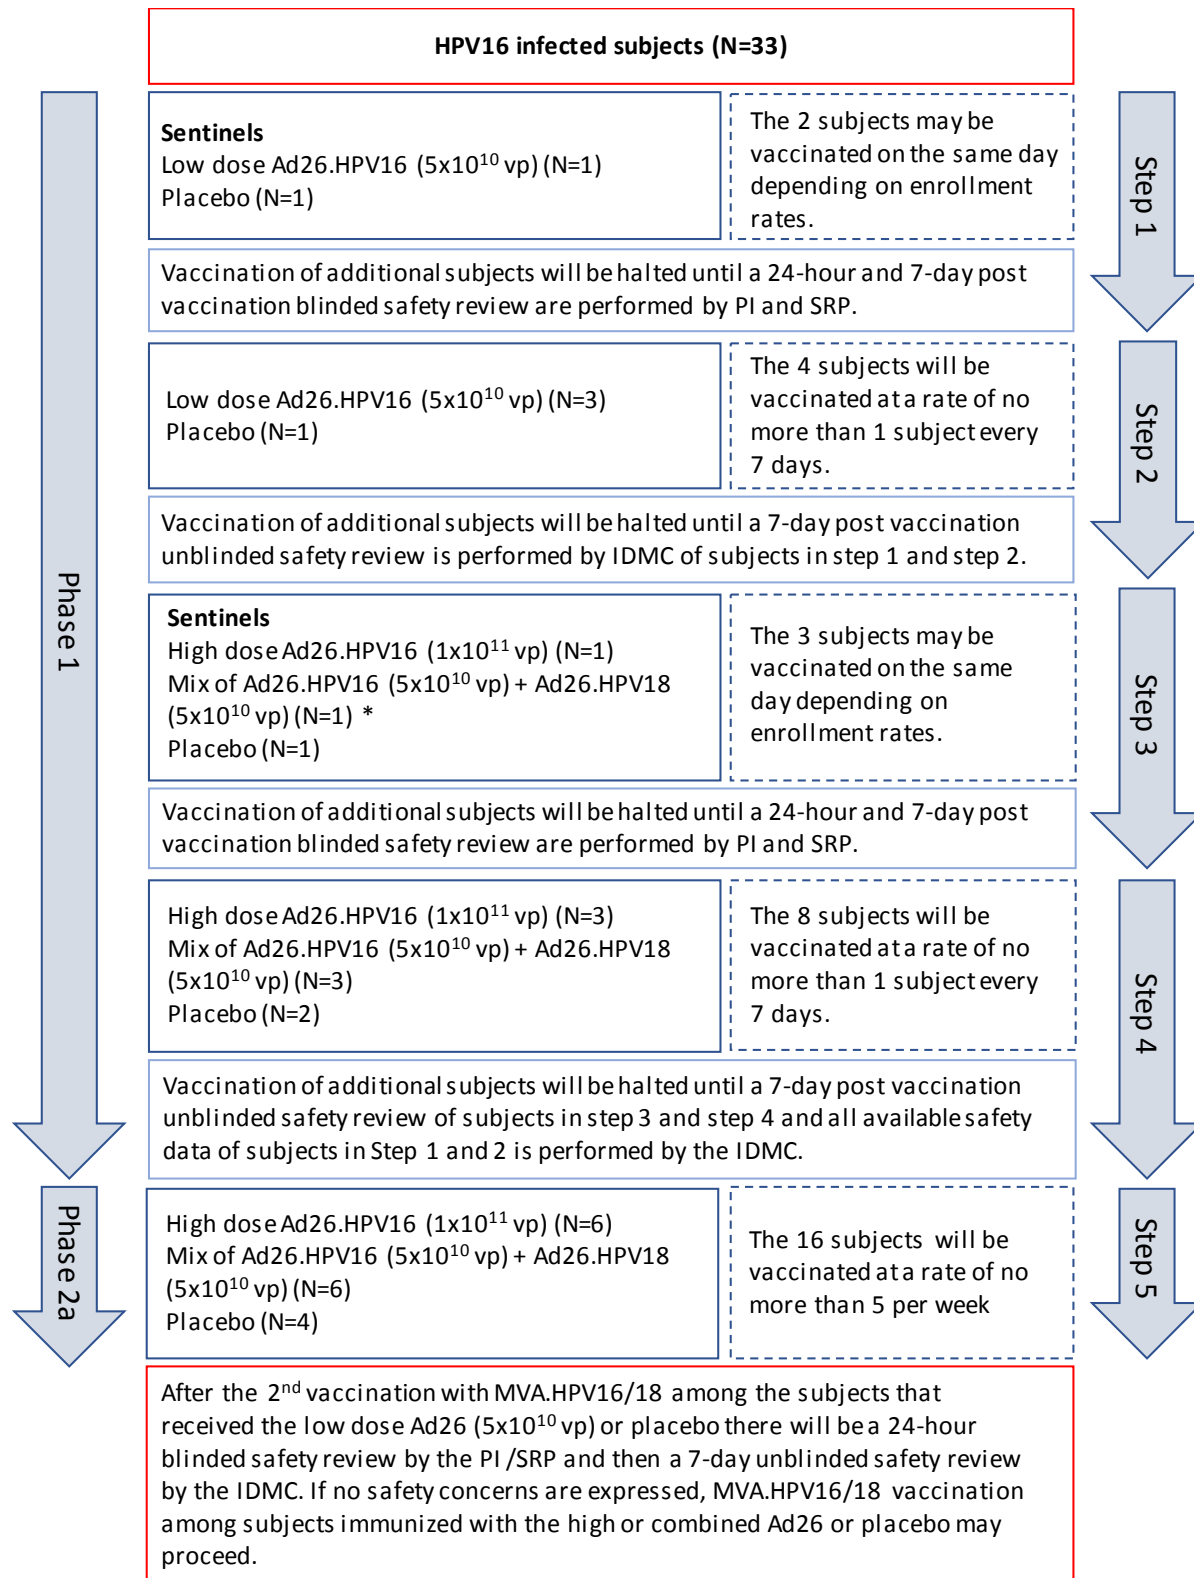 HPV16 infected subjects (N=33)
Phase 1
Sentinels
Low dose Ad26.HPV16 (5x10¹⁰ vp) (N=1)
Placebo (N=1)
The 2 subjects may be
vaccinated on the same day
depending on enrollment
rates.
Step 1
Vaccination of additional subjects will be halted until a 24-hour and 7-day post
vaccination blinded safety review are performed by PI and SRP.
Low dose Ad26.HPV16 (5x10¹⁰ vp) (N=3)
Placebo (N=1)
The 4 subjects will be
vaccinated at a rate of no
more than 1 subject every
7 days.
Step 2
Vaccination of additional subjects will be halted until a 7-day post vaccination
unblinded safety review is performed by IDMC of subjects in step 1 and step 2.
Sentinels
High dose Ad26.HPV16 (1x10¹¹ vp) (N=1)
Mix of Ad26.HPV16 (5x10¹⁰ vp) + Ad26.HPV18
(5x10¹⁰ vp) (N=1) *
Placebo (N=1)
The 3 subjects may be
vaccinated on the same
day depending on
enrollment rates.
Step 3
Vaccination of additional subjects will be halted until a 24-hour and 7-day post
vaccination blinded safety review are performed by PI and SRP.
High dose Ad26.HPV16 (1x10¹¹ vp) (N=3)
Mix of Ad26.HPV16 (5x10¹⁰ vp) + Ad26.HPV18
(5x10¹⁰ vp) (N=3)
Placebo (N=2)
The 8 subjects will be
vaccinated at a rate of no
more than 1 subject every
7 days.
Step 4
Vaccination of additional subjects will be halted until a 7-day post vaccination
unblinded safety review of subjects in step 3 and step 4 and all available safety
data of subjects in Step 1 and 2 is performed by the IDMC.
Phase 2a
High dose Ad26.HPV16 (1x10¹¹ vp) (N=6)
Mix of Ad26.HPV16 (5x10¹⁰ vp) + Ad26.HPV18
(5x10¹⁰ vp) (N=6)
Placebo (N=4)
The 16 subjects will be
vaccinated at a rate of no
more than 5 per week
Step 5
After the 2ⁿᵈ vaccination with MVA.HPV16/18 among the subjects that
received the low dose Ad26 (5x10¹⁰ vp) or placebo there will be a 24-hour
blinded safety review by the PI /SRP and then a 7-day unblinded safety review
by the IDMC. If no safety concerns are expressed, MVA.HPV16/18 vaccination
among subjects immunized with the high or combined Ad26 or placebo may
proceed.